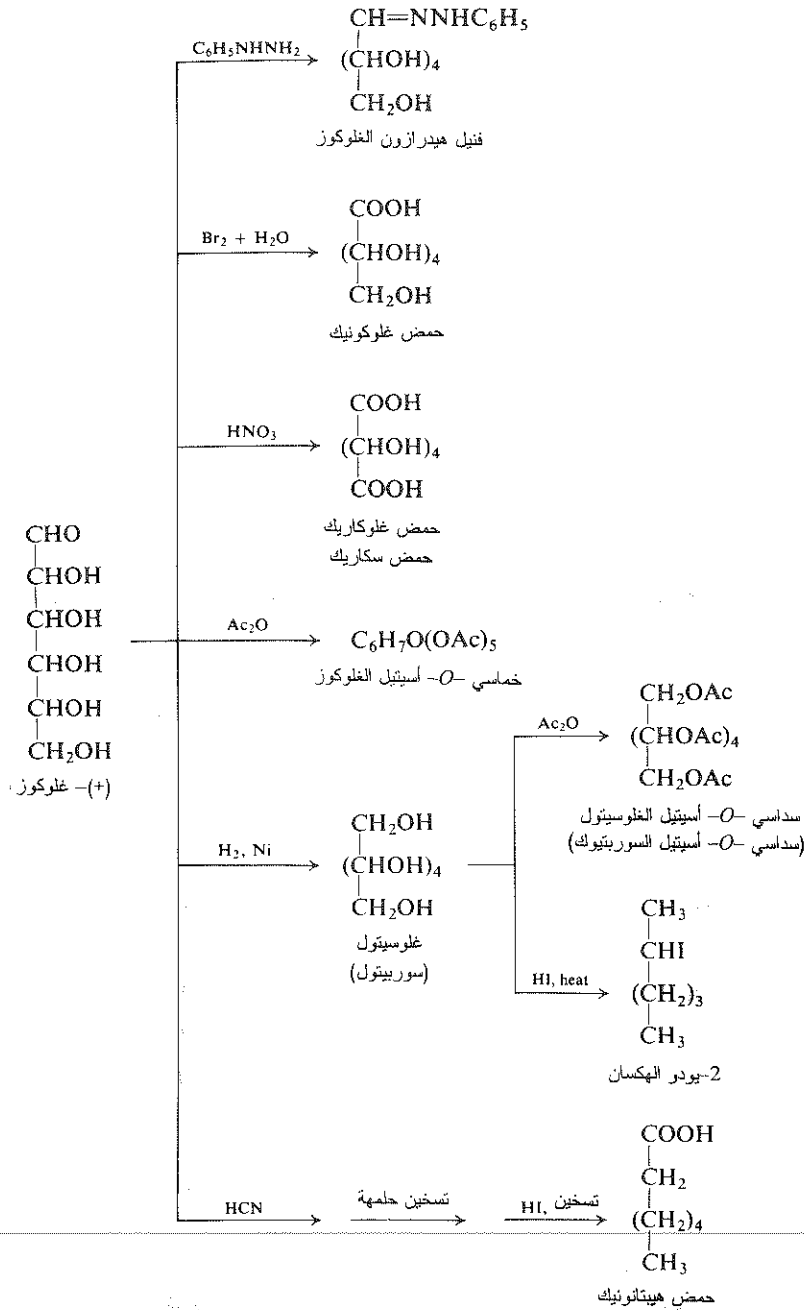 CH=NNHC₆H₅
C₆H₅NHNH₂
(CHOH)₄
CH₂OH
فنيل هيدرازون الغلوكوز
COOH
Br₂ + H₂O
(CHOH)₄
CH₂OH
حمض غلوكونيك
COOH
HNO₃
(CHOH)₄
COOH
حمض غلوكاريك
حمض سكاريك
CHO
CHOH
CHOH
CHOH
CHOH
CH₂OH
(+)– غلوكوز
Ac₂O
C₆H₇O(OAc)₅
خماسي –O– أسيتيل الغلوكوز
CH₂OAc
Ac₂O
(CHOAc)₄
CH₂OAc
سداسي –O– أسيتيل الغلوسيتول
(سداسي –O– أسيتيل السوربتيوك)
CH₂OH
H₂, Ni
(CHOH)₄
CH₂OH
غلوسيتول
(سوربيتول)
CH₃
CHI
HI, heat
(CH₂)₃
CH₃
2–يودو الهكسان
COOH
CH₂
HCN
تسخين حلمهة
HI, تسخين
(CH₂)₄
CH₃
حمض هيبتانونيك